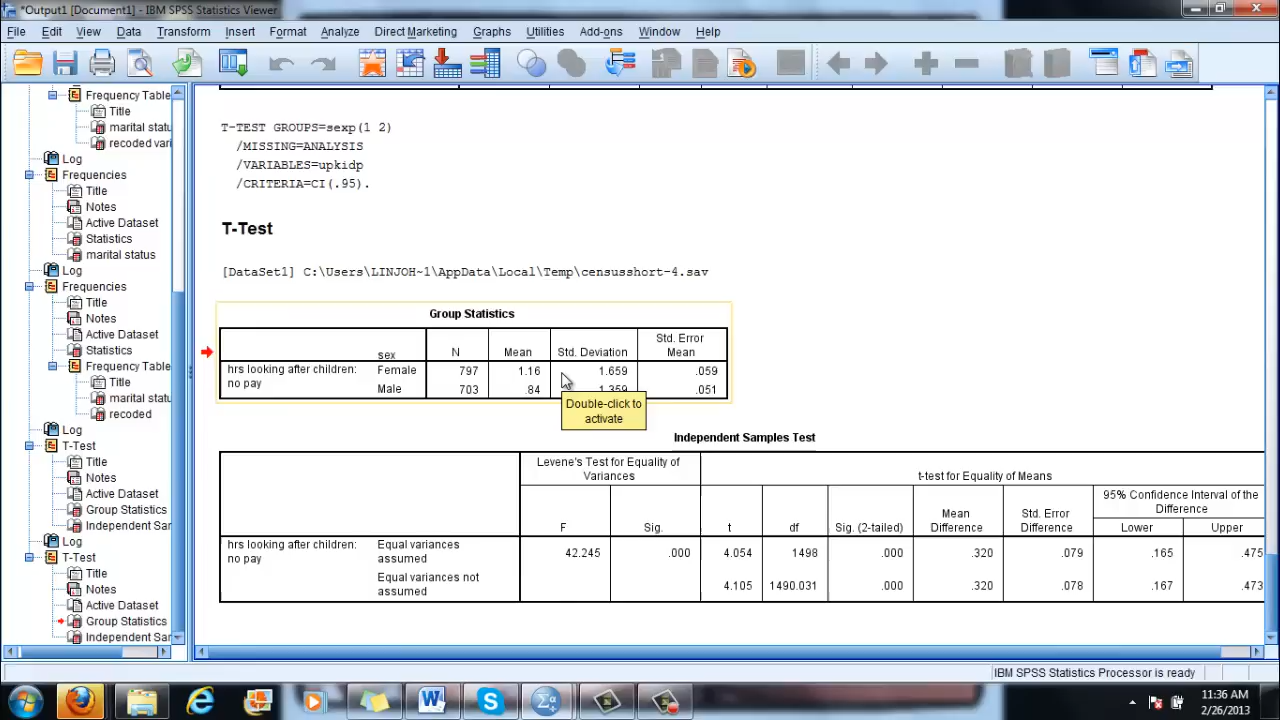 *Output1 [Document1] - IBM SPSS Statistics Viewer
File Edit View Data Transform Insert Format Analyze Direct Marketing Graphs Utilities Add-ons Window Help
Frequency Table
Title
marital statu
recoded vari
Log
Frequencies
Title
Notes
Active Dataset
Statistics
marital status
Log
Frequencies
Title
Notes
Active Dataset
Statistics
Frequency Table
Title
marital statu
recoded
Log
T-Test
Title
Notes
Active Dataset
Group Statistics
Independent Sar
Log
T-Test
Title
Notes
Active Dataset
Group Statistics
Independent Sar
T-TEST GROUPS=sexp(1 2)
/MISSING=ANALYSIS
/VARIABLES=upkidp
/CRITERIA=CI(.95).
T-Test
[DataSet1] C:\Users\LINJOH~1\AppData\Local\Temp\censusshort-4.sav
Group Statistics
sex N Mean Std. Deviation Std. Error Mean
hrs looking after children: no pay Female 797 1.16 1.659 .059
Male 703 .84 1.359 .051
Double-click to
activate
Independent Samples Test
Levene's Test for Equality of Variances t-test for Equality of Means
95% Confidence Interval of the Difference
F Sig. t df Sig. (2-tailed) Mean Difference Std. Error Difference Lower Upper
hrs looking after children: no pay Equal variances assumed 42.245 .000 4.054 1498 .000 .320 .079 .165 .475
Equal variances not assumed 4.105 1490.031 .000 .320 .078 .167 .473
IBM SPSS Statistics Processor is ready
11:36 AM
2/26/2013